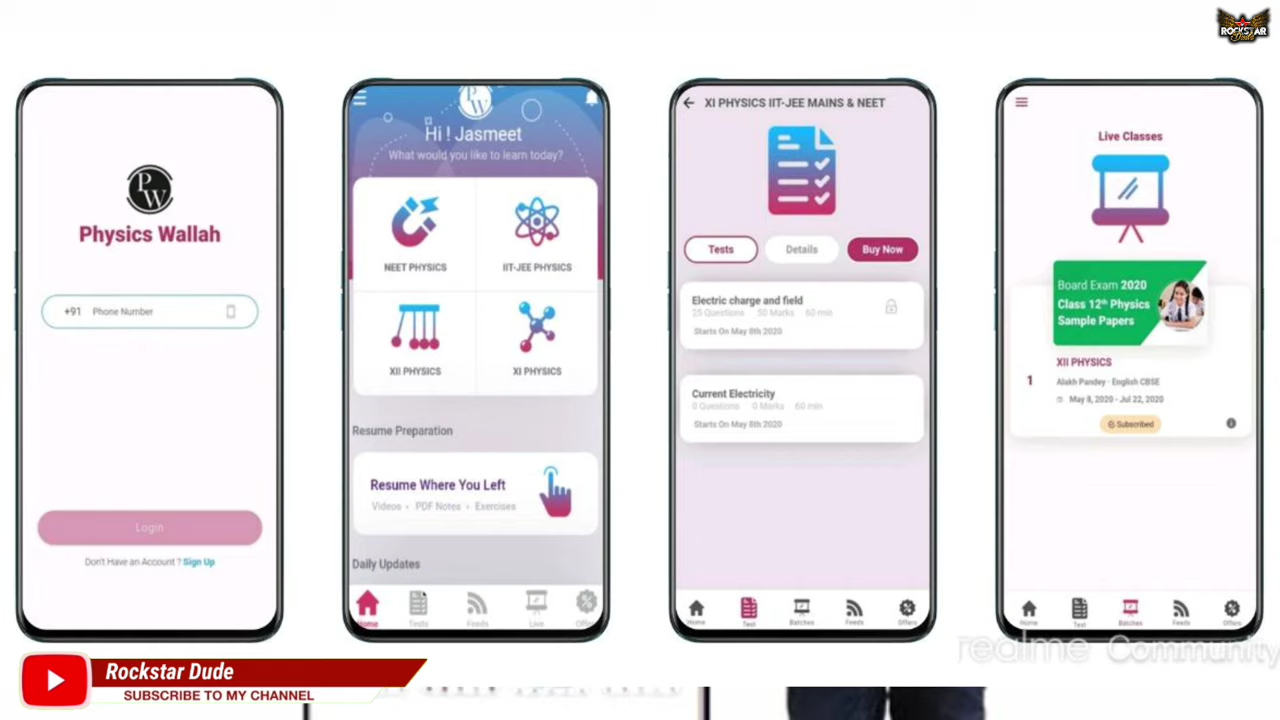 ROCKSTAR
Dude
PW
Physics Wallah
+91 Phone Number
Login
Don't Have an Account ? Sign Up
PW
Hi ! Jasmeet
What would you like to learn today?
NEET PHYSICS
IIT-JEE PHYSICS
XII PHYSICS
XI PHYSICS
Resume Preparation
Resume Where You Left
Videos • PDF Notes • Exercises
Daily Updates
Home Tests Feeds Live
XI PHYSICS IIT-JEE MAINS & NEET
Tests Details Buy Now
Electric charge and field
25 Questions 50 Marks 60 min
Starts On May 8th 2020
Current Electricity
0 Questions 0 Marks 60 min
Starts On May 8th 2020
Home Test Batches Feeds Offers
Live Classes
Board Exam 2020
Class 12th Physics
Sample Papers
1
XII PHYSICS
Alakh Pandey · English CBSE
May 8, 2020 - Jul 22, 2020
Subscribed
Home Test Batches Feeds Offers
realme Community
Rockstar Dude
SUBSCRIBE TO MY CHANNEL